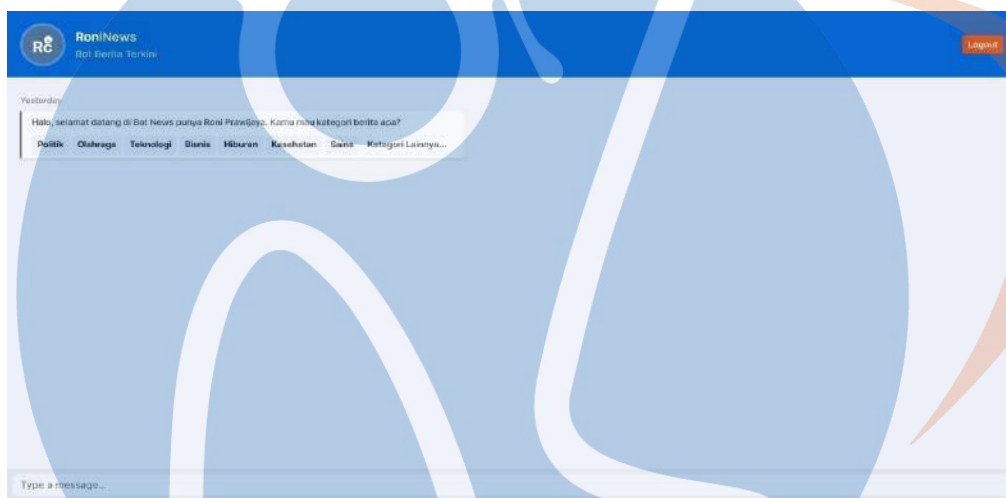 RC
RoniNews
Bot Berita Terkini
Logout
Yesterday
Halo, selamat datang di Bot News punya Roni Prawijaya. Kamu mau kategori berita apa?
Politik Olahraga Teknologi Bisnis Hiburan Kesehatan Sains Kategori Lainnya...
Type a message..